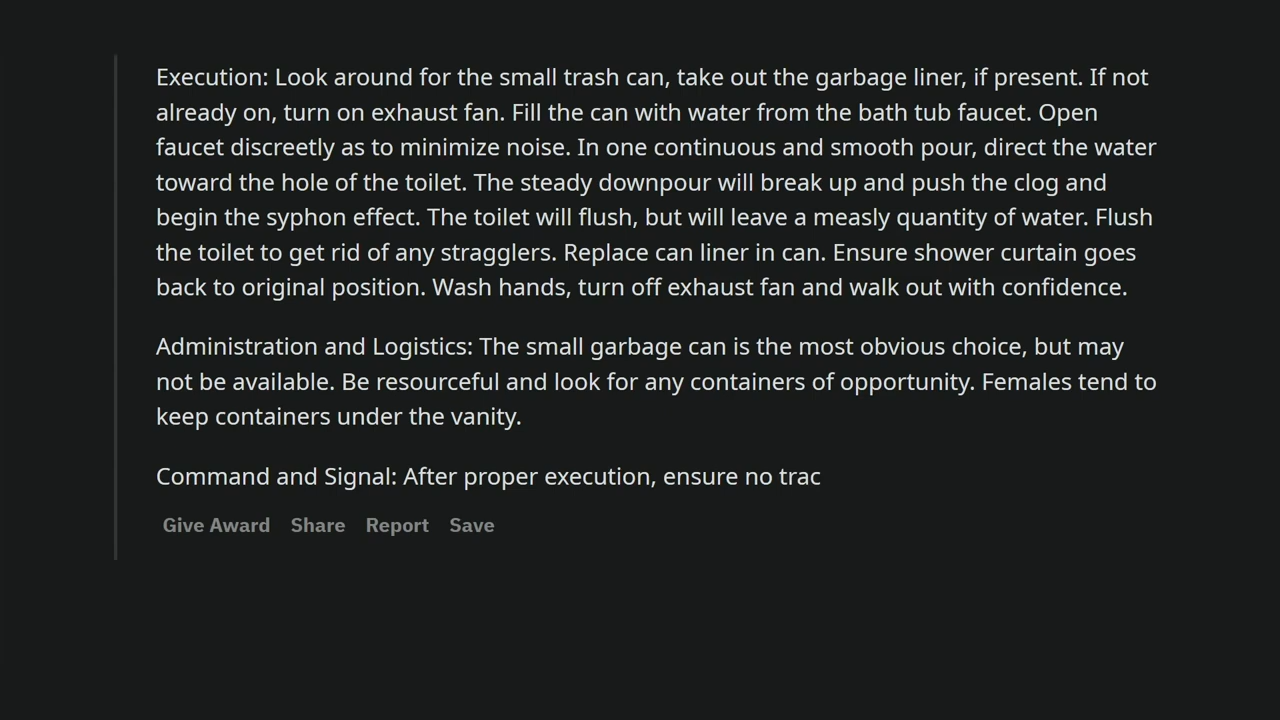 Execution: Look around for the small trash can, take out the garbage liner, if present. If not
already on, turn on exhaust fan. Fill the can with water from the bath tub faucet. Open
faucet discreetly as to minimize noise. In one continuous and smooth pour, direct the water
toward the hole of the toilet. The steady downpour will break up and push the clog and
begin the syphon effect. The toilet will flush, but will leave a measly quantity of water. Flush
the toilet to get rid of any stragglers. Replace can liner in can. Ensure shower curtain goes
back to original position. Wash hands, turn off exhaust fan and walk out with confidence.
Administration and Logistics: The small garbage can is the most obvious choice, but may
not be available. Be resourceful and look for any containers of opportunity. Females tend to
keep containers under the vanity.
Command and Signal: After proper execution, ensure no trac
Give Award Share Report Save